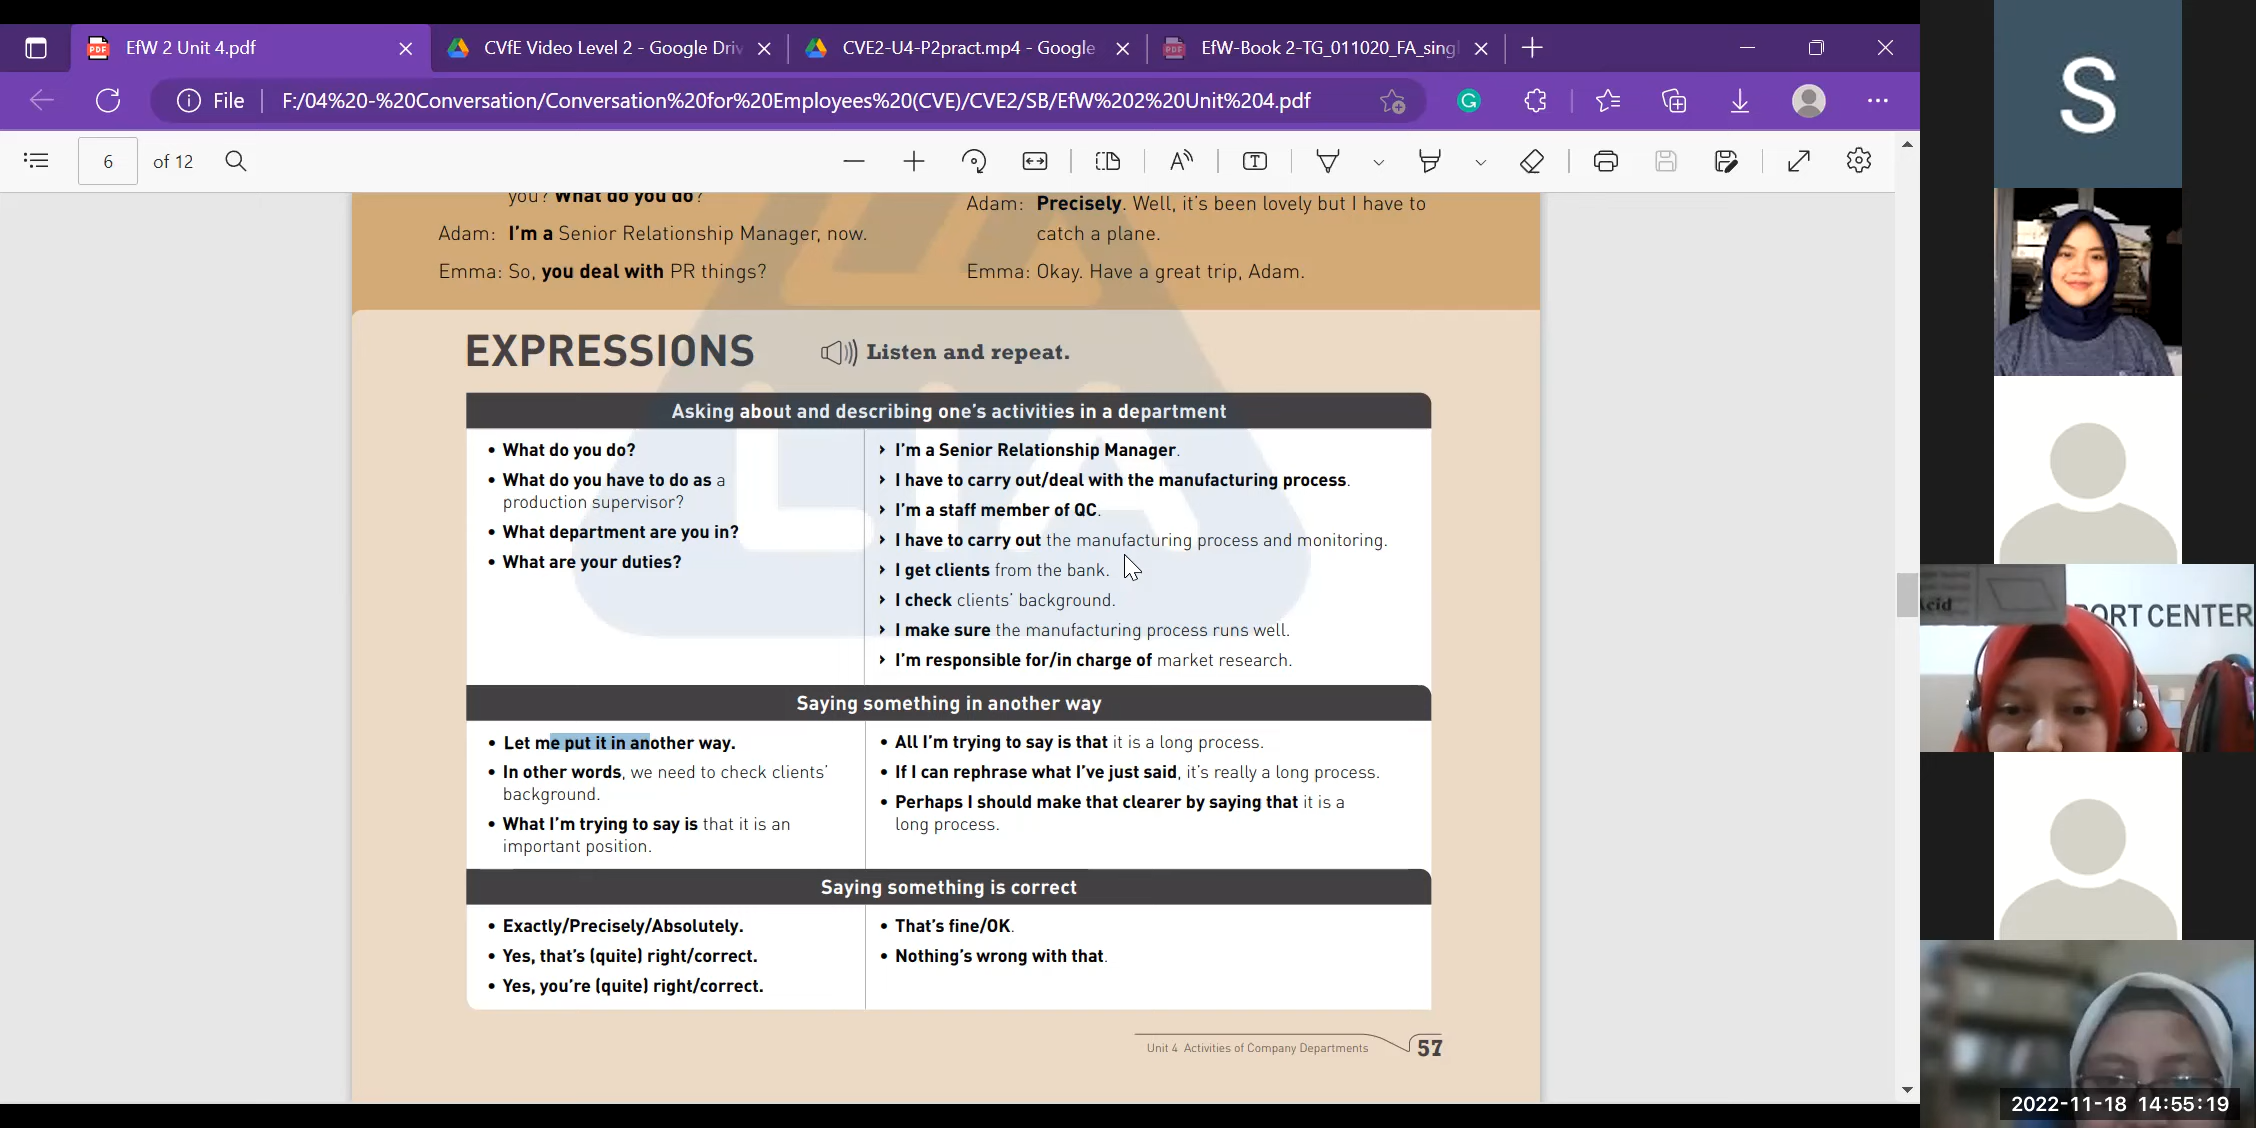 EfW 2 Unit 4.pdf
CVfE Video Level 2 - Google Driv
CVE2-U4-P2pract.mp4 - Google
EfW-Book 2-TG_011020_FA_singl
File
F:/04%20-%20Conversation/Conversation%20for%20Employees%20(CVE)/CVE2/SB/EfW%202%20Unit%204.pdf
6 of 12
you? What do you do?
Adam: I'm a Senior Relationship Manager, now.
Emma: So, you deal with PR things?
Adam: Precisely. Well, it's been lovely but I have to
catch a plane.
Emma: Okay. Have a great trip, Adam.
EXPRESSIONS
Listen and repeat.
Asking about and describing one's activities in a department
• What do you do?
• What do you have to do as a
production supervisor?
• What department are you in?
• What are your duties?
› I'm a Senior Relationship Manager.
› I have to carry out/deal with the manufacturing process.
› I'm a staff member of QC.
› I have to carry out the manufacturing process and monitoring.
› I get clients from the bank.
› I check clients' background.
› I make sure the manufacturing process runs well.
› I'm responsible for/in charge of market research.
Saying something in another way
• Let me put it in another way.
• In other words, we need to check clients'
background.
• What I'm trying to say is that it is an
important position.
• All I'm trying to say is that it is a long process.
• If I can rephrase what I've just said, it's really a long process.
• Perhaps I should make that clearer by saying that it is a
long process.
Saying something is correct
• Exactly/Precisely/Absolutely.
• Yes, that's (quite) right/correct.
• Yes, you're (quite) right/correct.
• That's fine/OK.
• Nothing's wrong with that.
Unit 4 Activities of Company Departments 57
LIA
S
PORT CENTER
2022-11-18 14:55:19